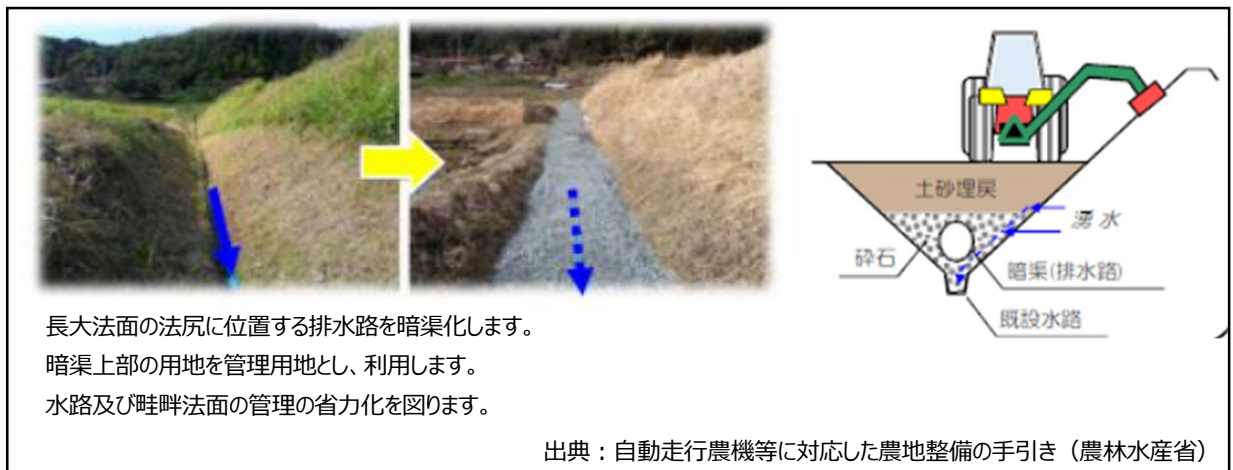 土砂埋戻
湧水
砕石
暗渠(排水路)
既設水路
長大法面の法尻に位置する排水路を暗渠化します。
暗渠上部の用地を管理用地とし、利用します。
水路及び畦畔法面の管理の省力化を図ります。
出典：自動走行農機等に対応した農地整備の手引き（農林水産省）